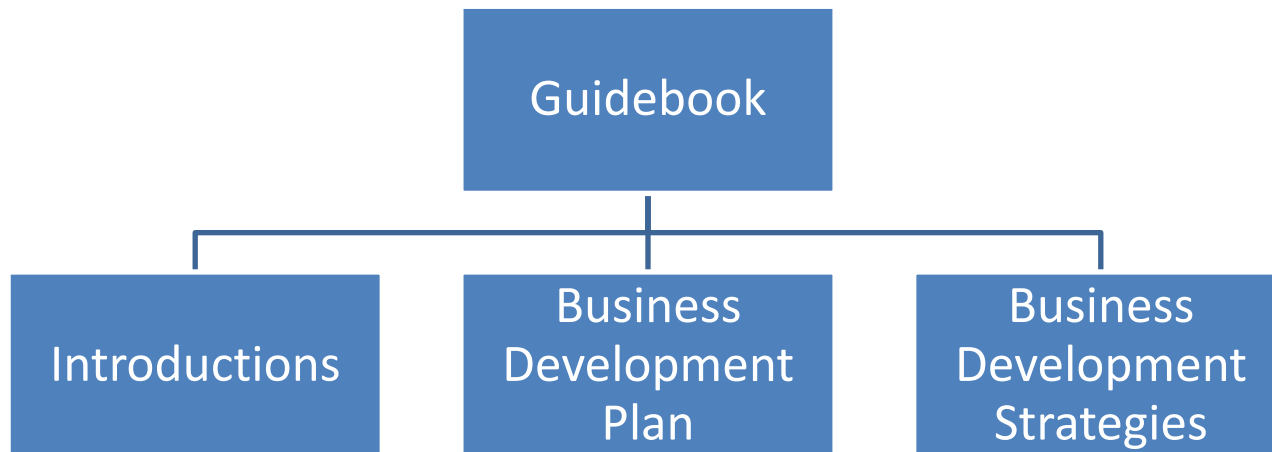 Guidebook
Introductions
Business
Development
Plan
Business
Development
Strategies